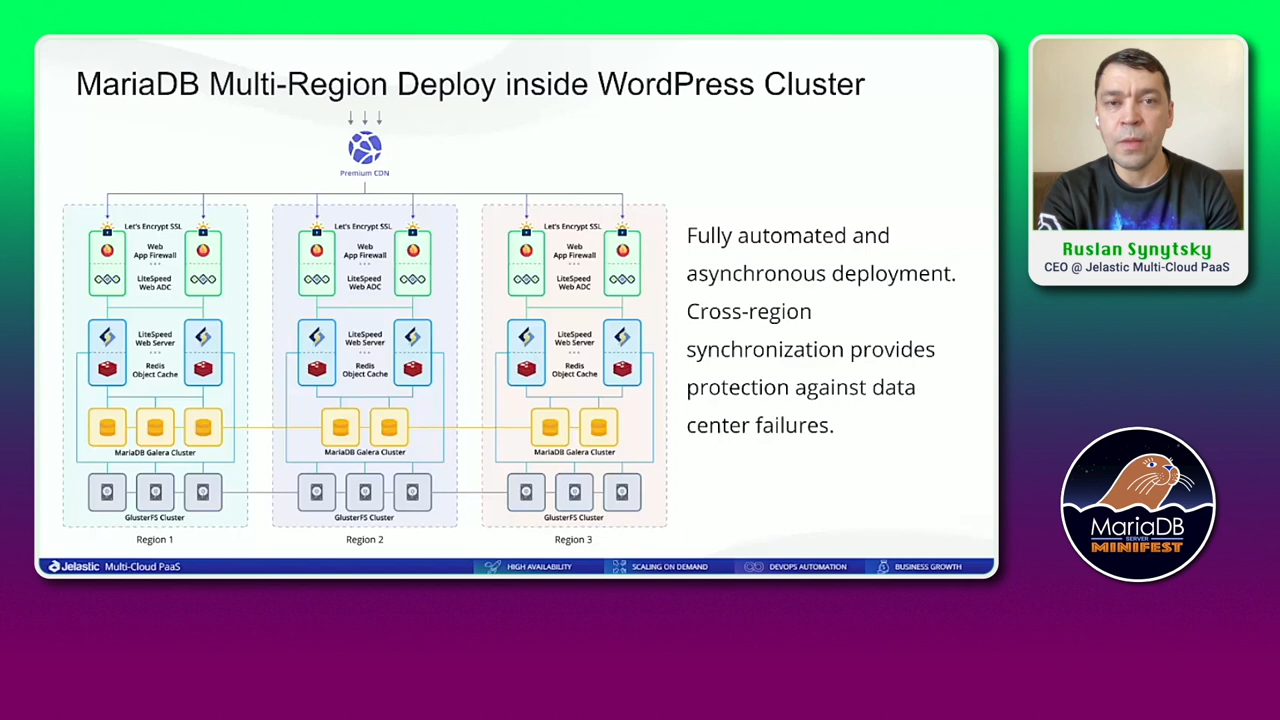 MariaDB Multi-Region Deploy inside WordPress Cluster
Premium CDN
Let's Encrypt SSL
Web
App Firewall
LiteSpeed
Web ADC
LiteSpeed
Web Server
Redis
Object Cache
MariaDB Galera Cluster
GlusterFS Cluster
Region 1
Let's Encrypt SSL
Web
App Firewall
LiteSpeed
Web ADC
LiteSpeed
Web Server
Redis
Object Cache
MariaDB Galera Cluster
GlusterFS Cluster
Region 2
Let's Encrypt SSL
Web
App Firewall
LiteSpeed
Web ADC
LiteSpeed
Web Server
Redis
Object Cache
MariaDB Galera Cluster
GlusterFS Cluster
Region 3
Fully automated and
asynchronous deployment.
Cross-region
synchronization provides
protection against data
center failures.
Jelastic Multi-Cloud PaaS
HIGH AVAILABILITY
SCALING ON DEMAND
DEVOPS AUTOMATION
BUSINESS GROWTH
Ruslan Synytsky
CEO @ Jelastic Multi-Cloud PaaS
MariaDB
SERVER
MINIFEST